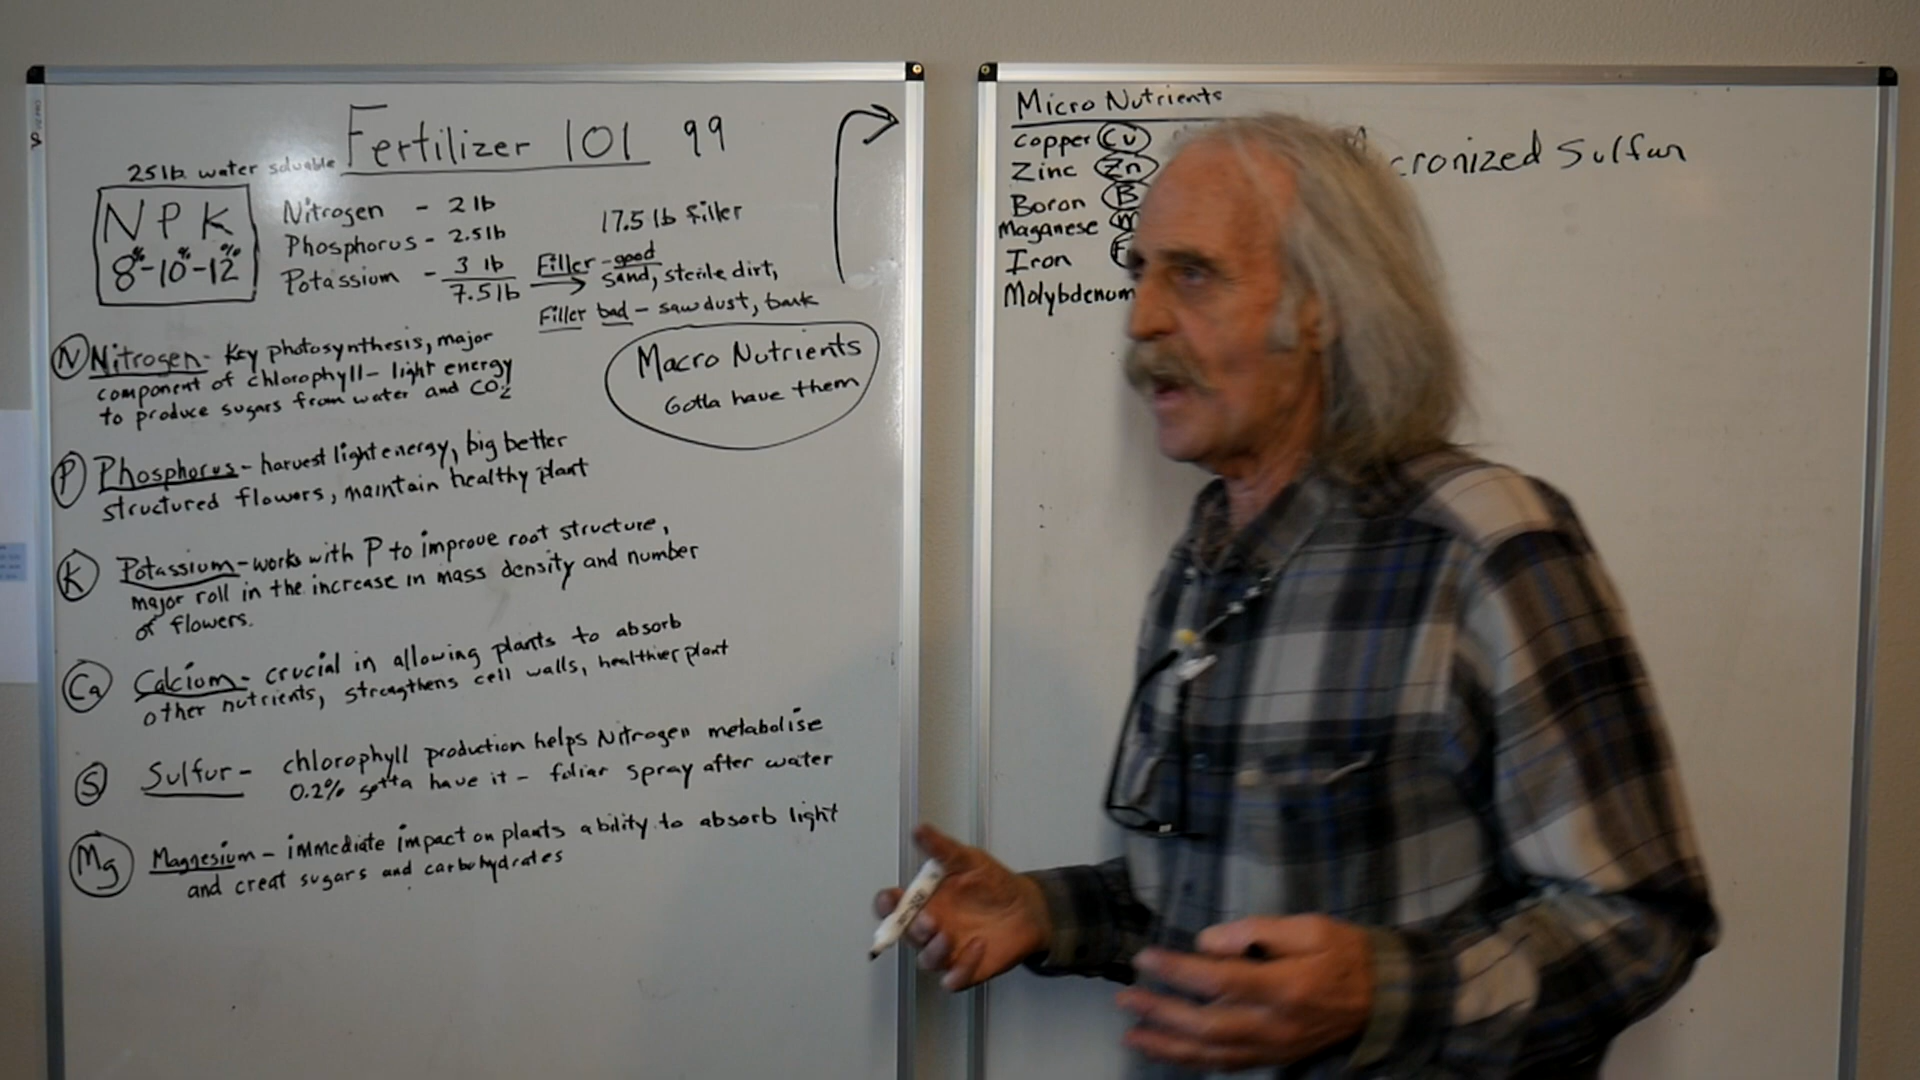 Fertilizer 101 99
25lb water soluable
N P K
8%-10%-12%
Nitrogen - 2 lb
Phosphorus - 2.5lb
Potassium - 3 lb
7.5lb
17.5 lb filler
Filler - good
sand, sterile dirt,
Filler bad - sawdust, bark
Macro Nutrients
Gotta have them
N Nitrogen - Key photosynthesis, major
component of chlorophyll - light energy
to produce sugars from water and CO2
P Phosphorus - harvest light energy, big better
structured flowers, maintain healthy plant
K Potassium - works with P to improve root structure,
major roll in the increase in mass density and number
of flowers.
Ca Calcium - crucial in allowing plants to absorb
other nutrients, strengthens cell walls, healthier plant
S Sulfur - chlorophyll production helps Nitrogen metabolise
0.2% gotta have it - foliar spray after water
Mg Magnesium - immediate impact on plants ability to absorb light
and creat sugars and carbohydrates
Micro Nutrients
Copper Cu
Zinc Zn
Boron B
Maganese
Iron
Molybdenum
cronized Sulfur